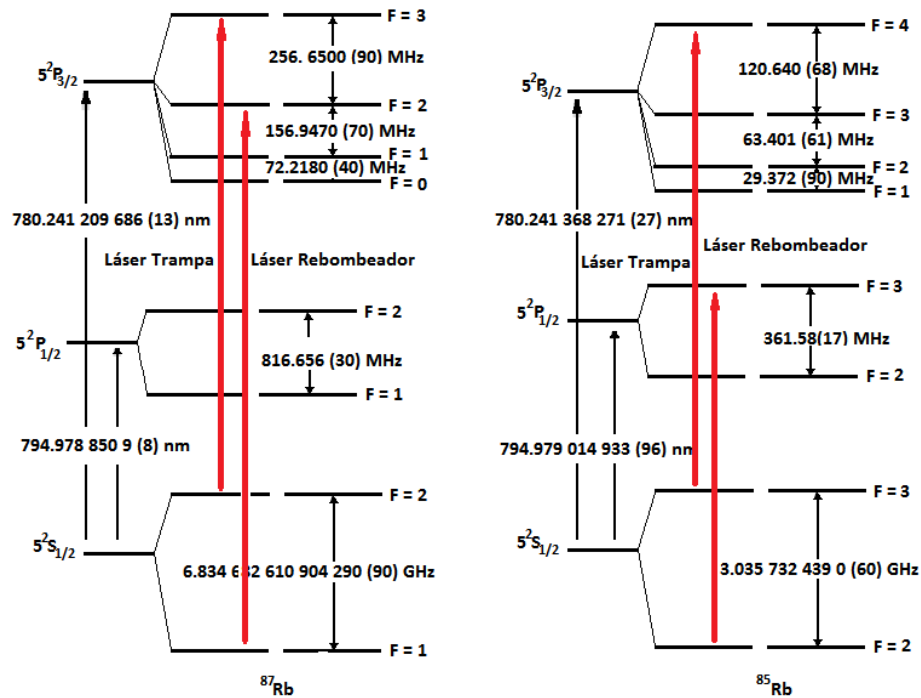 F = 3
256. 6500 (90) MHz
5²P3/2
F = 2
156.9470 (70) MHz
F = 1
72.2180 (40) MHz
F = 0
780.241 209 686 (13) nm
Láser Trampa
Láser Rebombeador
F = 2
5²P1/2
816.656 (30) MHz
F = 1
794.978 850 9 (8) nm
F = 2
5²S1/2
6.834 682 610 904 290 (90) GHz
F = 1
87Rb
F = 4
120.640 (68) MHz
5²P3/2
F = 3
63.401 (61) MHz
F = 2
29.372 (90) MHz
F = 1
780.241 368 271 (27) nm
Láser Rebombeador
Láser Trampa
F = 3
5²P1/2
361.58(17) MHz
F = 2
794.979 014 933 (96) nm
F = 3
5²S1/2
3.035 732 439 0 (60) GHz
F = 2
85Rb